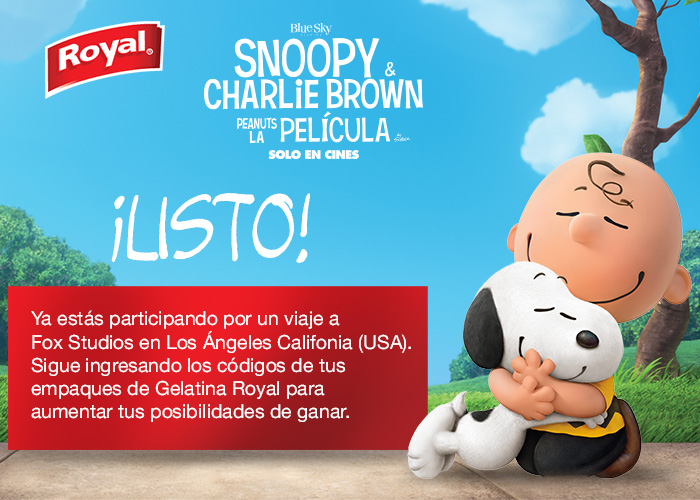 Royal®
BlueSky
SNOOPY &
CHARLiE BROWN
PEANUTS LA PELÍCULA
SOLO EN CINES
¡LISTO!
Ya estás participando por un viaje a
Fox Studios en Los Ángeles Califonia (USA).
Sigue ingresando los códigos de tus
empaques de Gelatina Royal para
aumentar tus posibilidades de ganar.